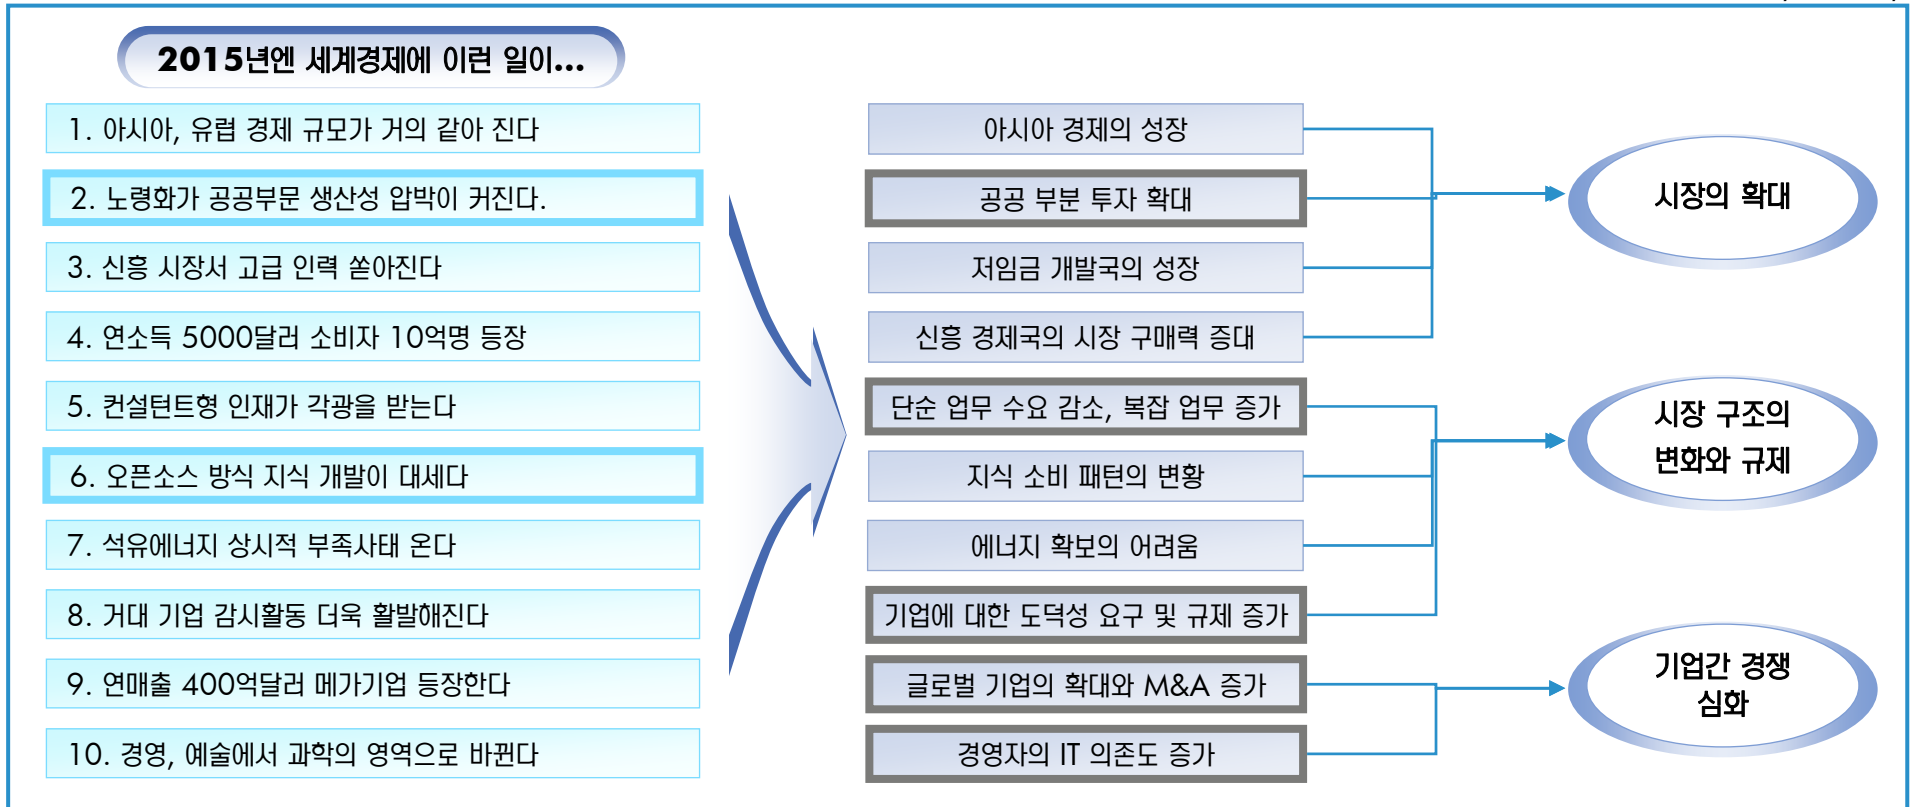 2015년엔 세계경제에 이런 일이...
1. 아시아, 유럽 경제 규모가 거의 같아 진다
2. 노령화가 공공부문 생산성 압박이 커진다.
3. 신흥 시장서 고급 인력 쏟아진다
4. 연소득 5000달러 소비자 10억명 등장
5. 컨설턴트형 인재가 각광을 받는다
6. 오픈소스 방식 지식 개발이 대세다
7. 석유에너지 상시적 부족사태 온다
8. 거대 기업 감시활동 더욱 활발해진다
9. 연매출 400억달러 메가기업 등장한다
10. 경영, 예술에서 과학의 영역으로 바뀐다
아시아 경제의 성장
공공 부분 투자 확대
저임금 개발국의 성장
신흥 경제국의 시장 구매력 증대
단순 업무 수요 감소, 복잡 업무 증가
지식 소비 패턴의 변황
에너지 확보의 어려움
기업에 대한 도덕성 요구 및 규제 증가
글로벌 기업의 확대와 M&A 증가
경영자의 IT 의존도 증가
시장의 확대
시장 구조의
변화와 규제
기업간 경쟁
심화